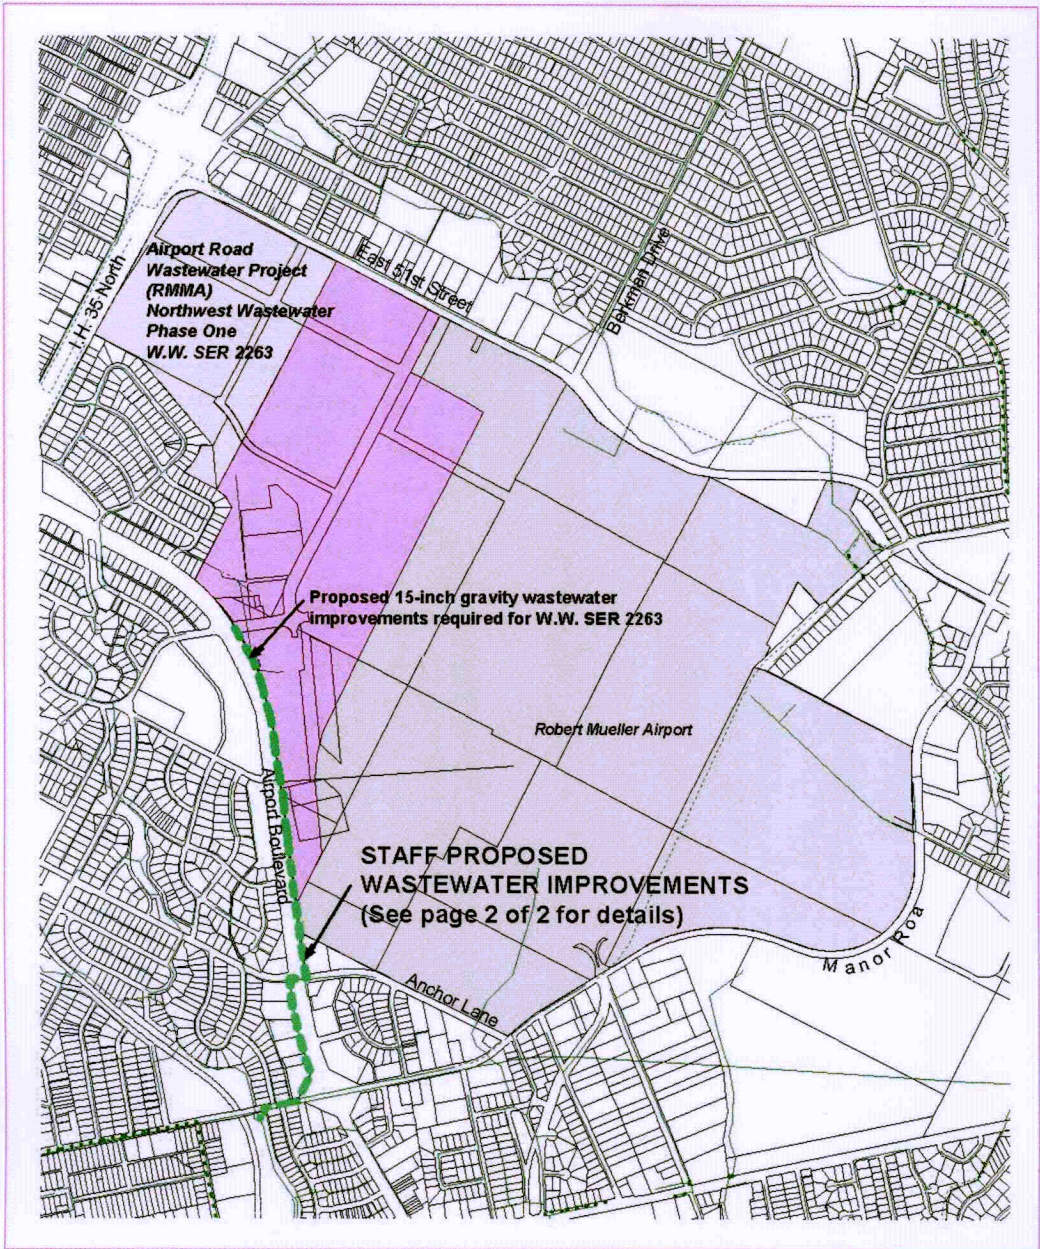 Airport Road
Wastewater Project
(RMMA)
Northwest Wastewater
Phase One
W.W. SER 2263
I.H. 35 North
East 51st Street
Berkman Drive
Proposed 15-inch gravity wastewater
improvements required for W.W. SER 2263
Robert Mueller Airport
Airport Boulevard
STAFF PROPOSED
WASTEWATER IMPROVEMENTS
(See page 2 of 2 for details)
Manor Roa
Anchor Lane